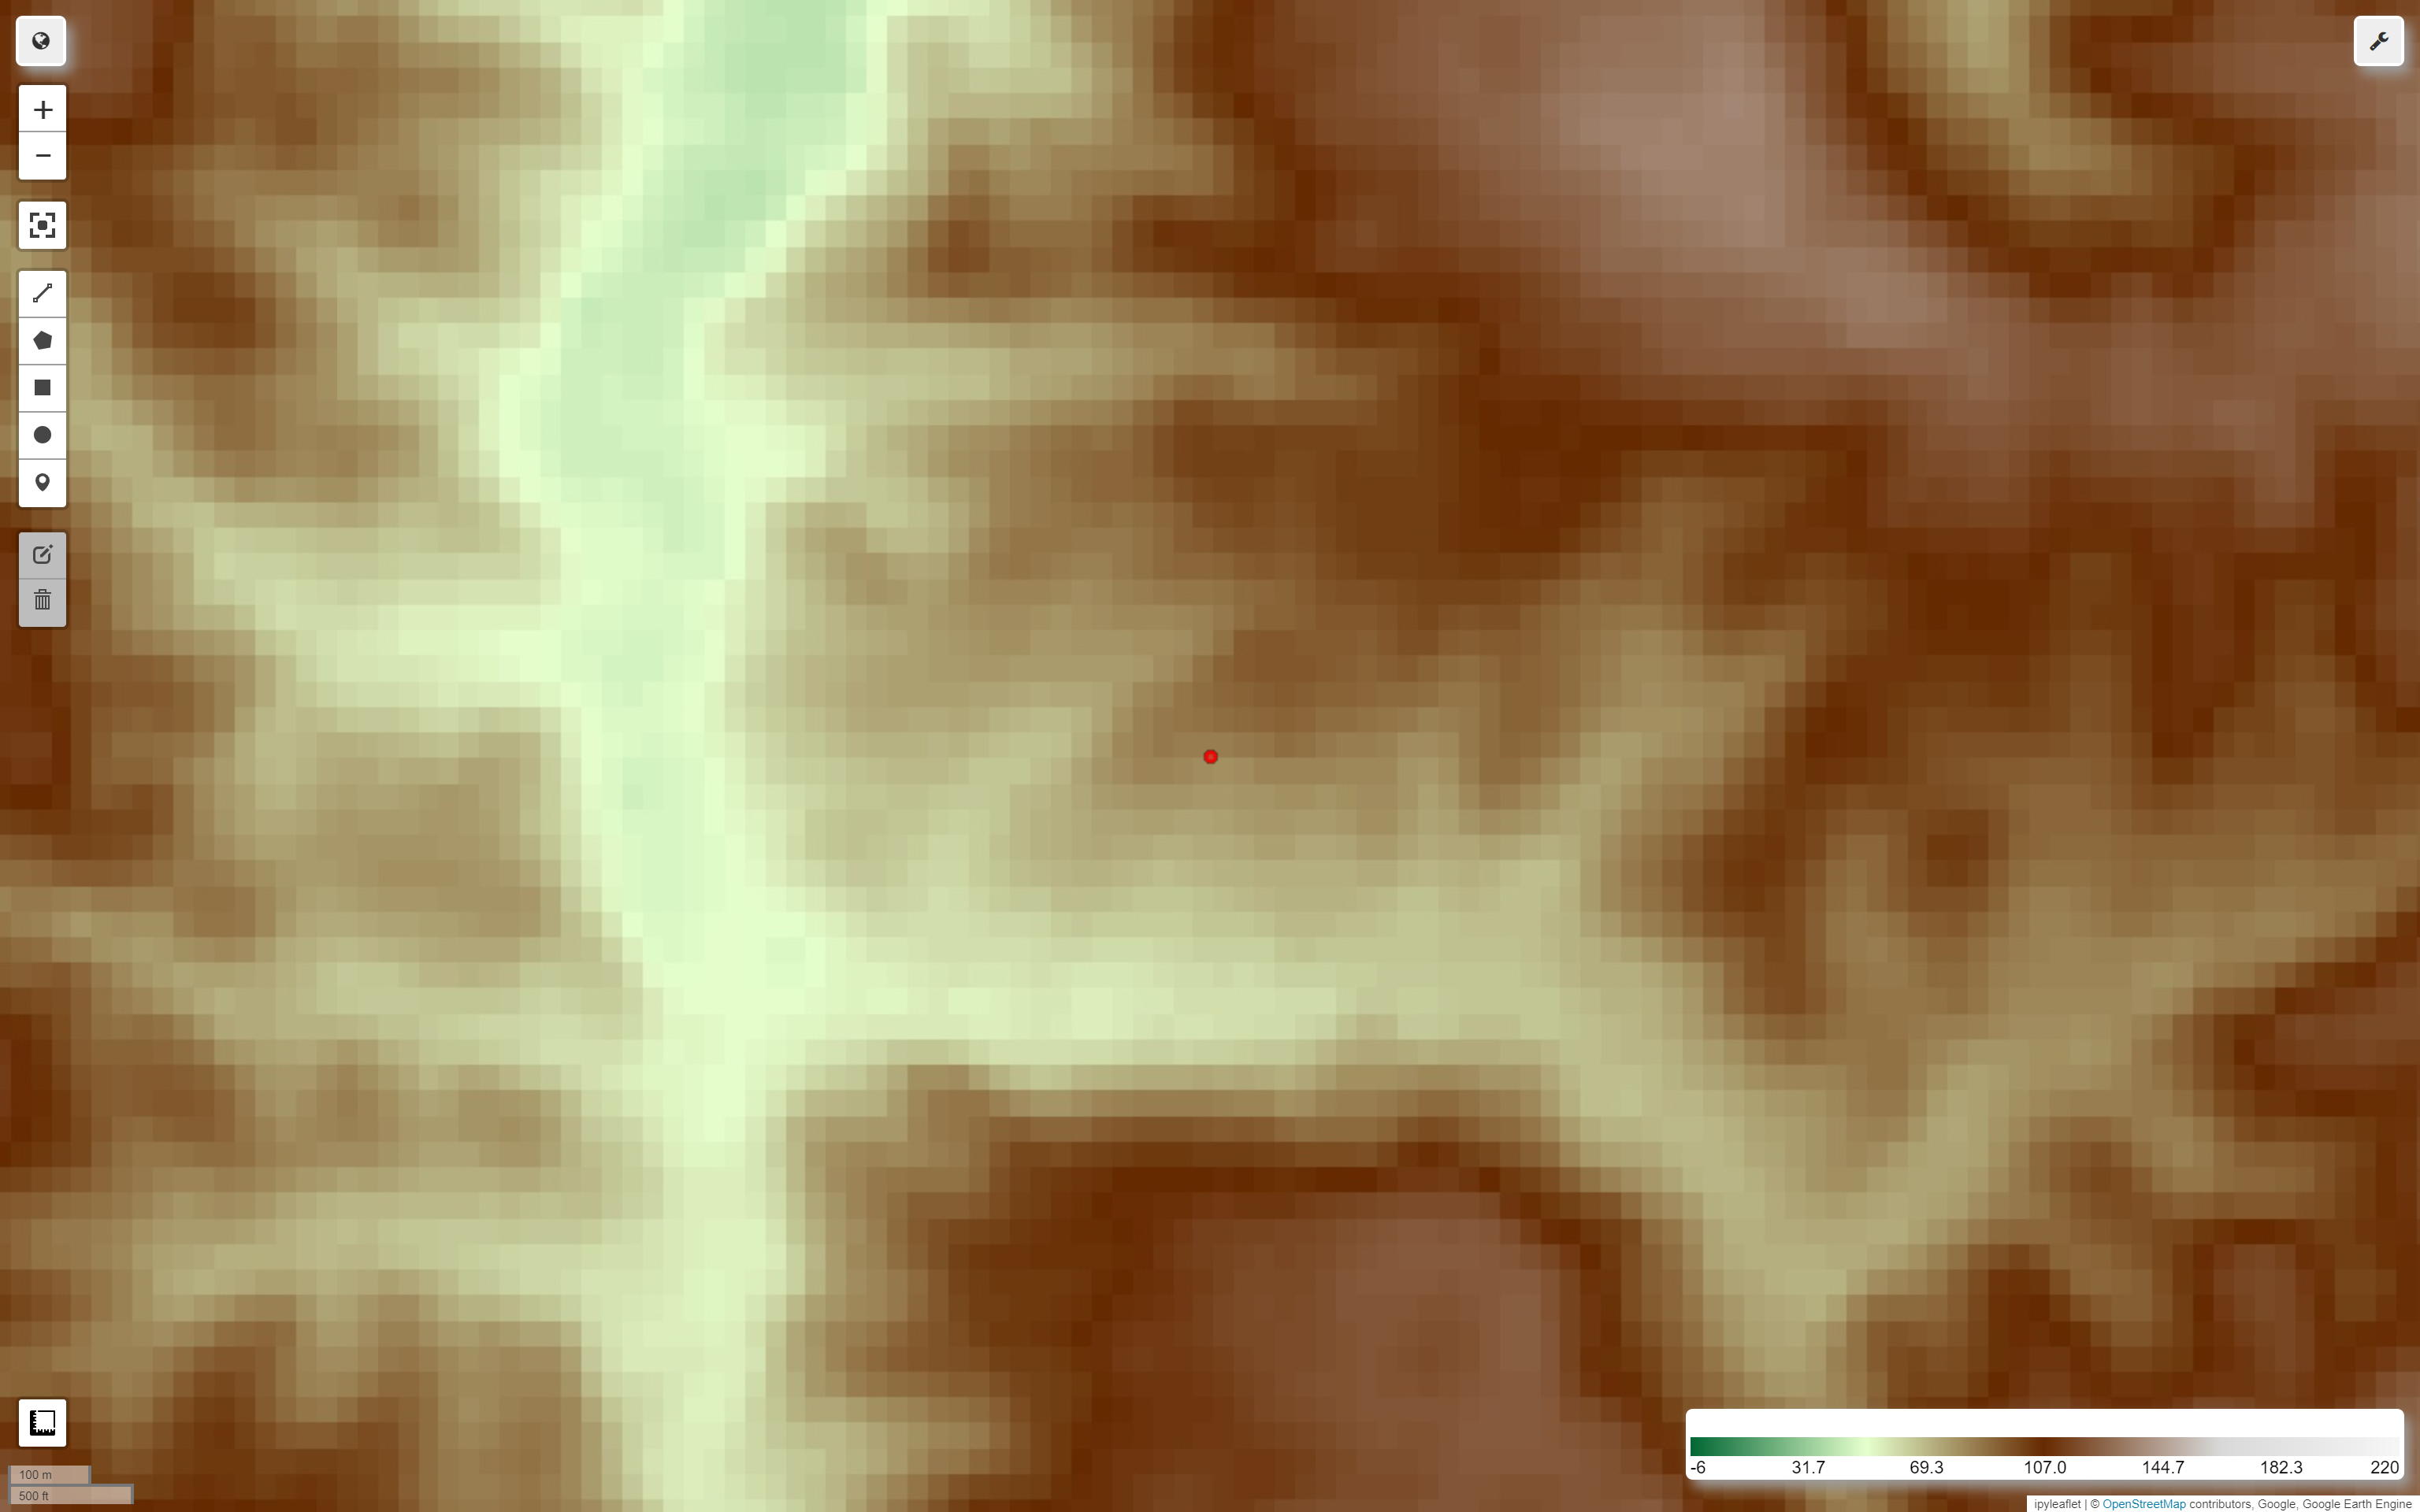 100 m
500 ft
-6 31.7 69.3 107.0 144.7 182.3 220
ipyleaflet | © OpenStreetMap contributors, Google, Google Earth Engine